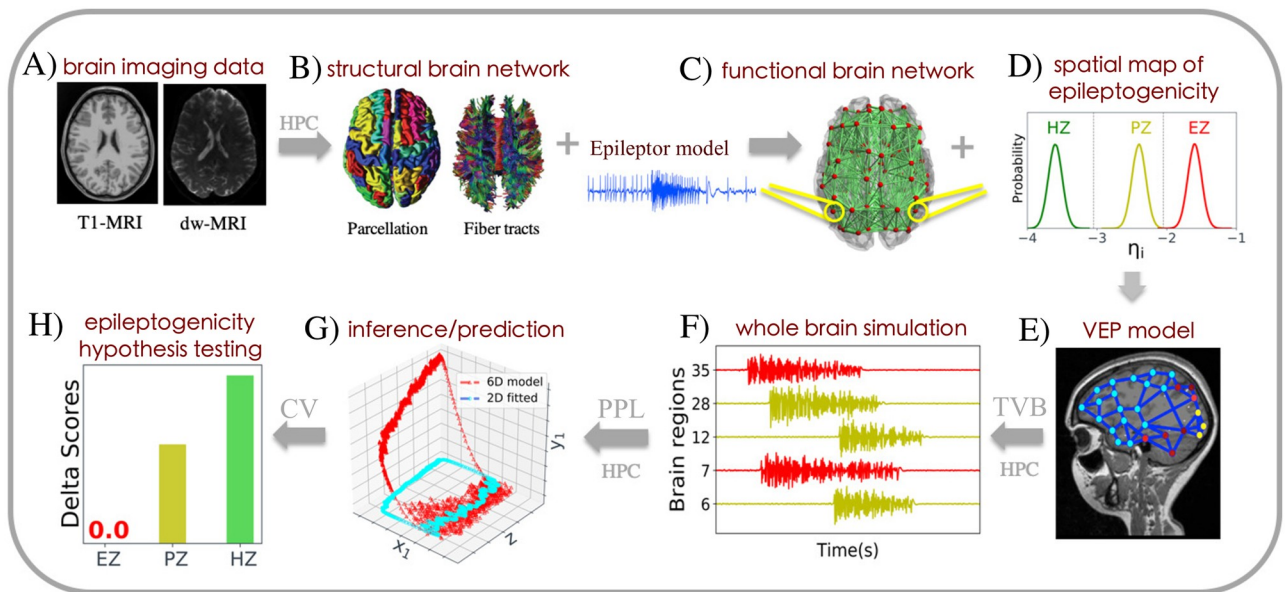 A) brain imaging data
T1-MRI dw-MRI
HPC
B) structural brain network
Parcellation Fiber tracts
+
Epileptor model
C) functional brain network
+
D) spatial map of
epileptogenicity
HZ PZ EZ
Probability
−4 −3 −2 −1
ηi
E) VEP model
TVB
HPC
F) whole brain simulation
Brain regions
35
28
12
7
6
Time(s)
PPL
HPC
G) inference/prediction
6D model
2D fitted
y1
x1
z
CV
H) epileptogenicity
hypothesis testing
Delta Scores
0.0
EZ PZ HZ